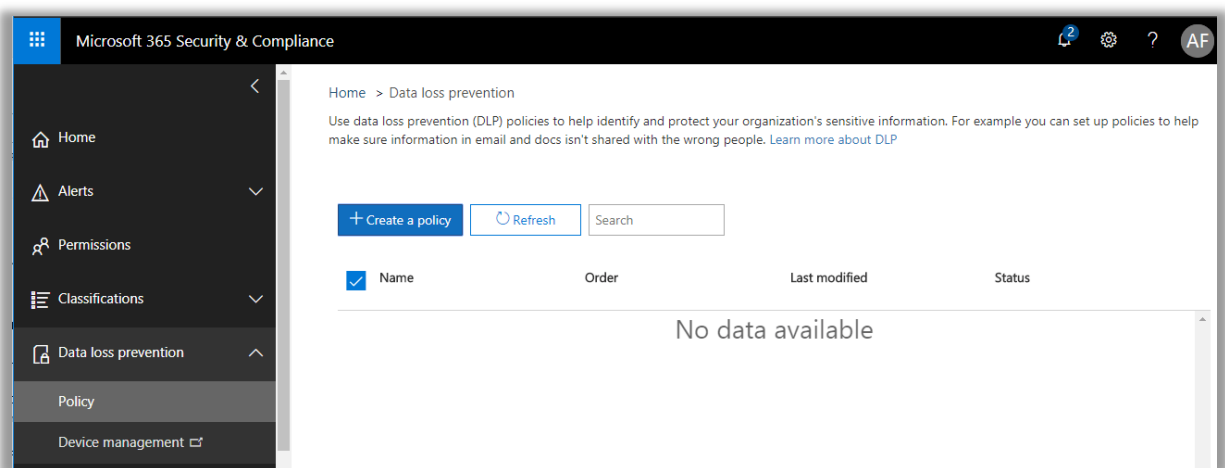 Microsoft 365 Security & Compliance
2
?
AF
Home
Alerts
Permissions
Classifications
Data loss prevention
Policy
Device management
Home > Data loss prevention
Use data loss prevention (DLP) policies to help identify and protect your organization's sensitive information. For example you can set up policies to help
make sure information in email and docs isn't shared with the wrong people. Learn more about DLP
+ Create a policy Refresh Search
Name Order Last modified Status
No data available